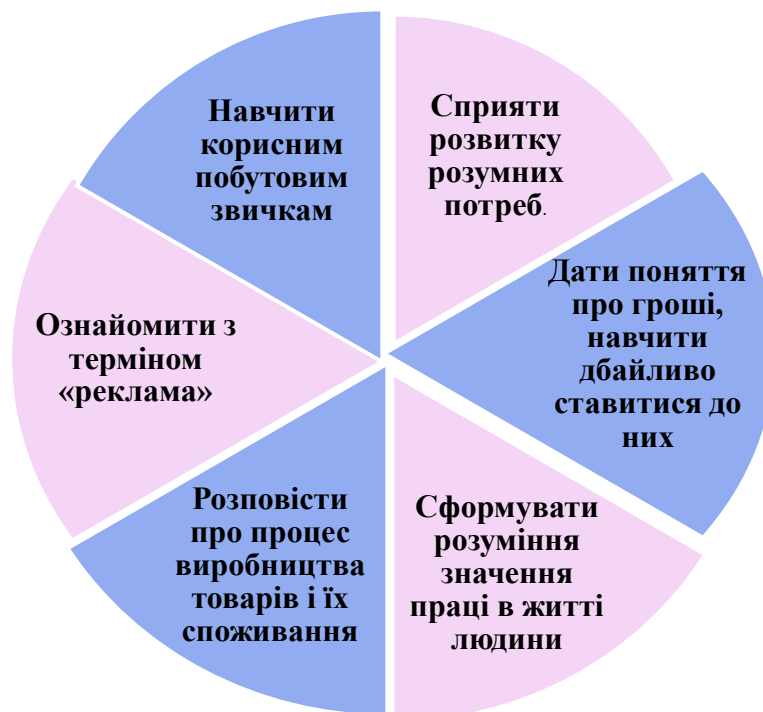 Сприяти
розвитку
розумних
потреб.
Дати поняття
про гроші,
навчити
дбайливо
ставитися до
них
Сформувати
розуміння
значення
праці в житті
людини
Розповісти
про процес
виробництва
товарів і їх
споживання
Ознайомити з
терміном
«реклама»
Навчити
корисним
побутовим
звичкам